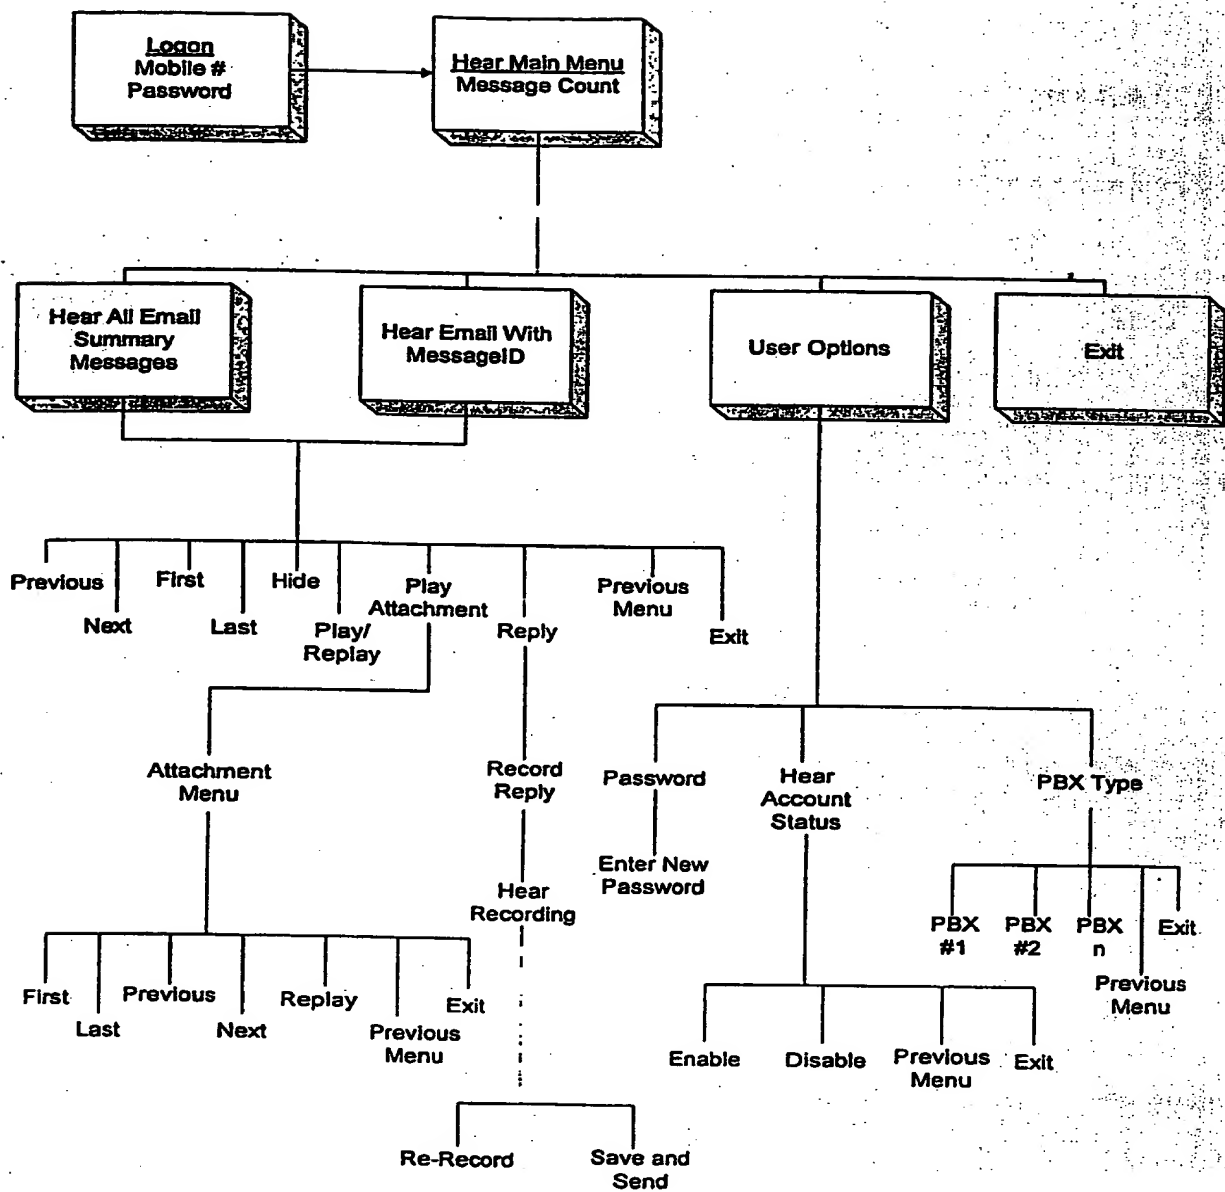 Logon
Mobile #
Password
Hear Main Menu
Message Count
Hear All Email
Summary
Messages
Hear Email With
MessageID
User Options
Exit
Previous
Next
First
Last
Hide
Play/
Replay
Play
Attachment
Reply
Previous
Menu
Exit
Attachment
Menu
Record
Reply
Hear
Recording
Password
Enter New
Password
Hear
Account
Status
PBX Type
PBX
#1
PBX
#2
PBX
n
Previous
Menu
Exit
First
Last
Previous
Next
Replay
Previous
Menu
Exit
Enable
Disable
Previous
Menu
Exit
Re-Record
Save and
Send